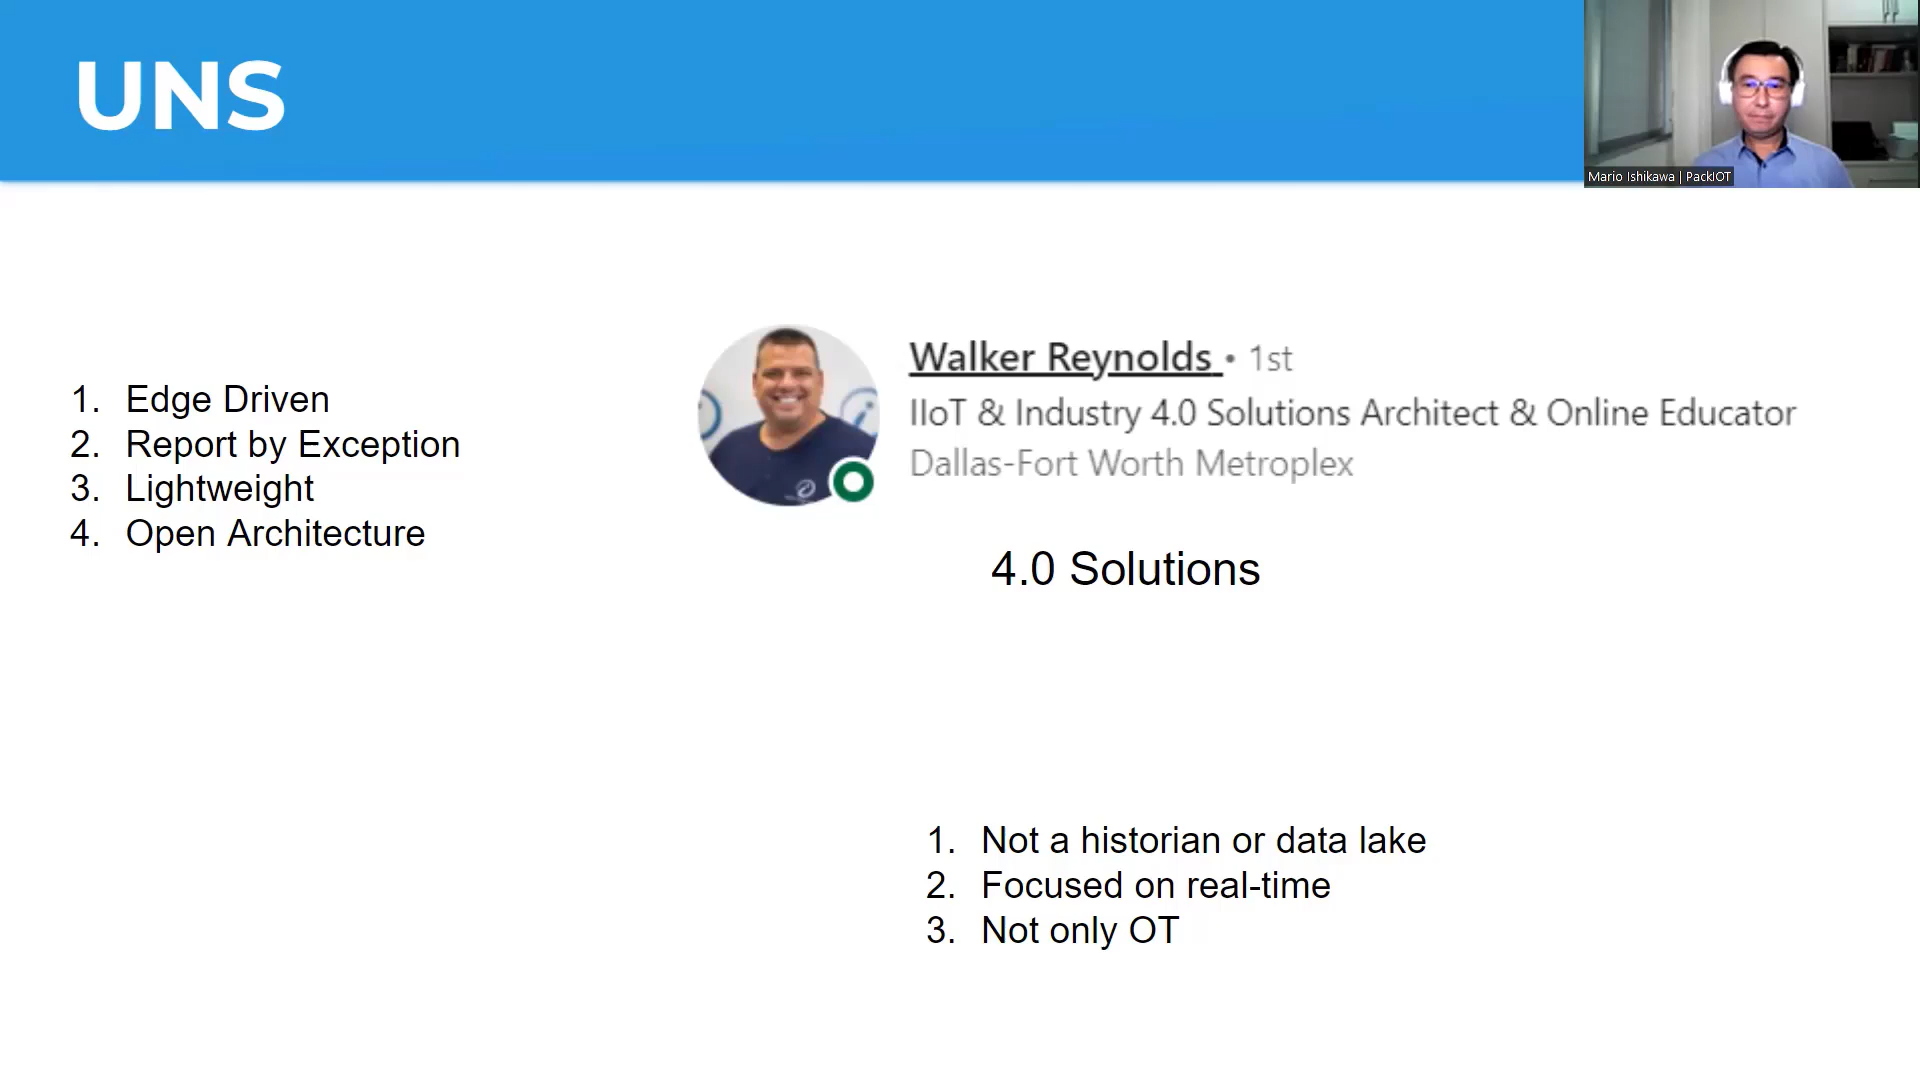 UNS
Mario Ishikawa | PackIOT
1. Edge Driven
2. Report by Exception
3. Lightweight
4. Open Architecture
Walker Reynolds • 1st
IIoT & Industry 4.0 Solutions Architect & Online Educator
Dallas-Fort Worth Metroplex
4.0 Solutions
1. Not a historian or data lake
2. Focused on real-time
3. Not only OT